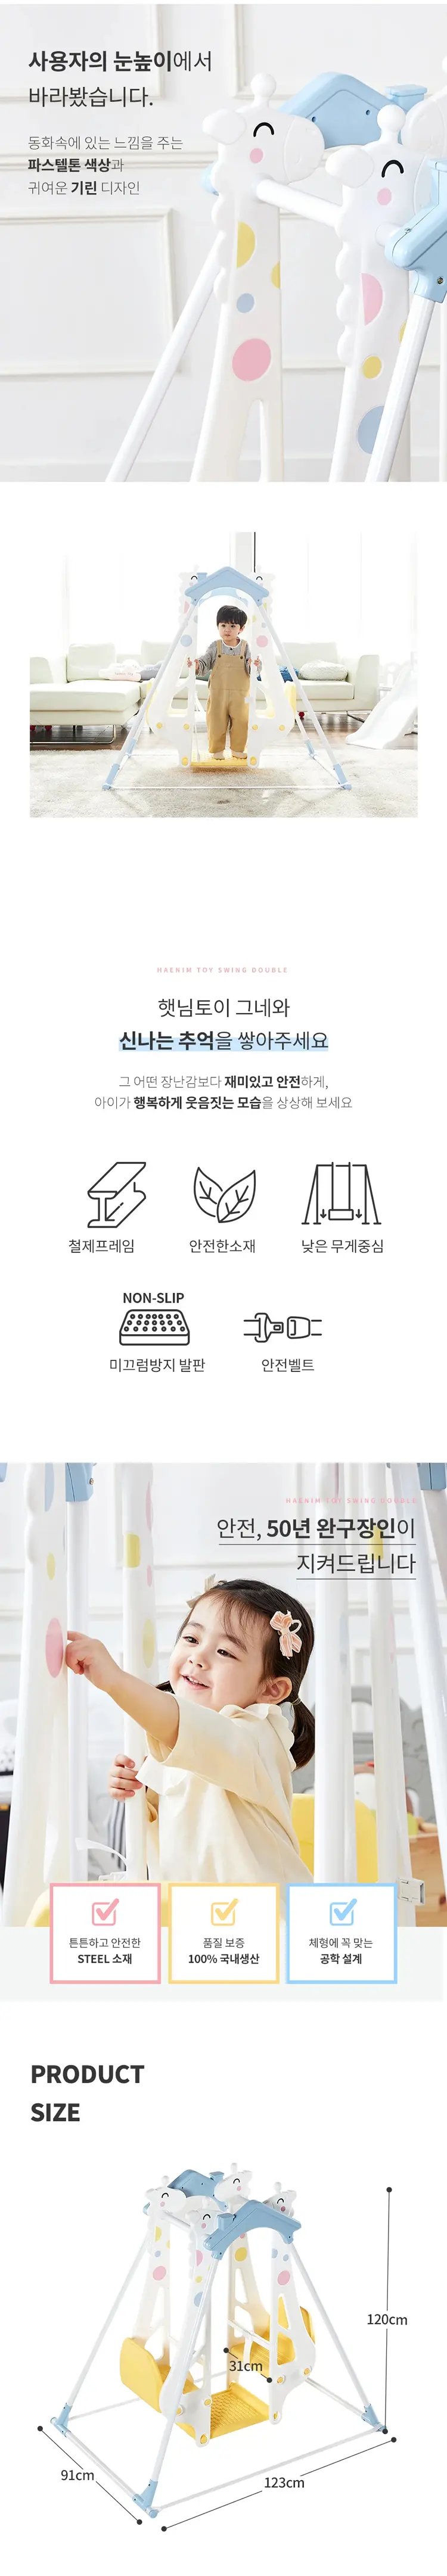 사용자의 눈높이에서
바라봤습니다.
동화속에 있는 느낌을 주는
파스텔톤 색상과
귀여운 기린 디자인
HAENIM TOY SWING DOUBLE
햇님토이 그네와
신나는 추억을 쌓아주세요
그 어떤 장난감보다 재미있고 안전하게,
아이가 행복하게 웃음짓는 모습을 상상해 보세요
철제프레임
안전한소재
낮은 무게중심
NON-SLIP
미끄럼방지 발판
안전벨트
HAENIM TOY SWING DOUBLE
안전, 50년 완구장인이
지켜드립니다
튼튼하고 안전한
STEEL 소재
품질 보증
100% 국내생산
체형에 꼭 맞는
공학 설계
PRODUCT
SIZE
120cm
31cm
91cm
123cm